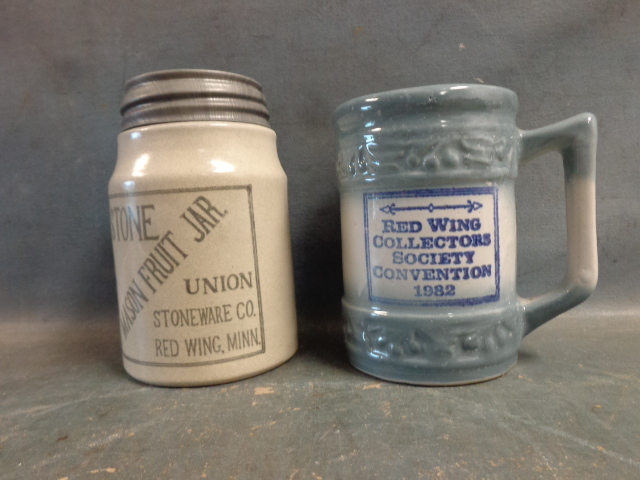 STONE
MASON FRUIT JAR.
UNION
STONEWARE CO.
RED WING, MINN.
RED WING
COLLECTORS
SOCIETY
CONVENTION
1982